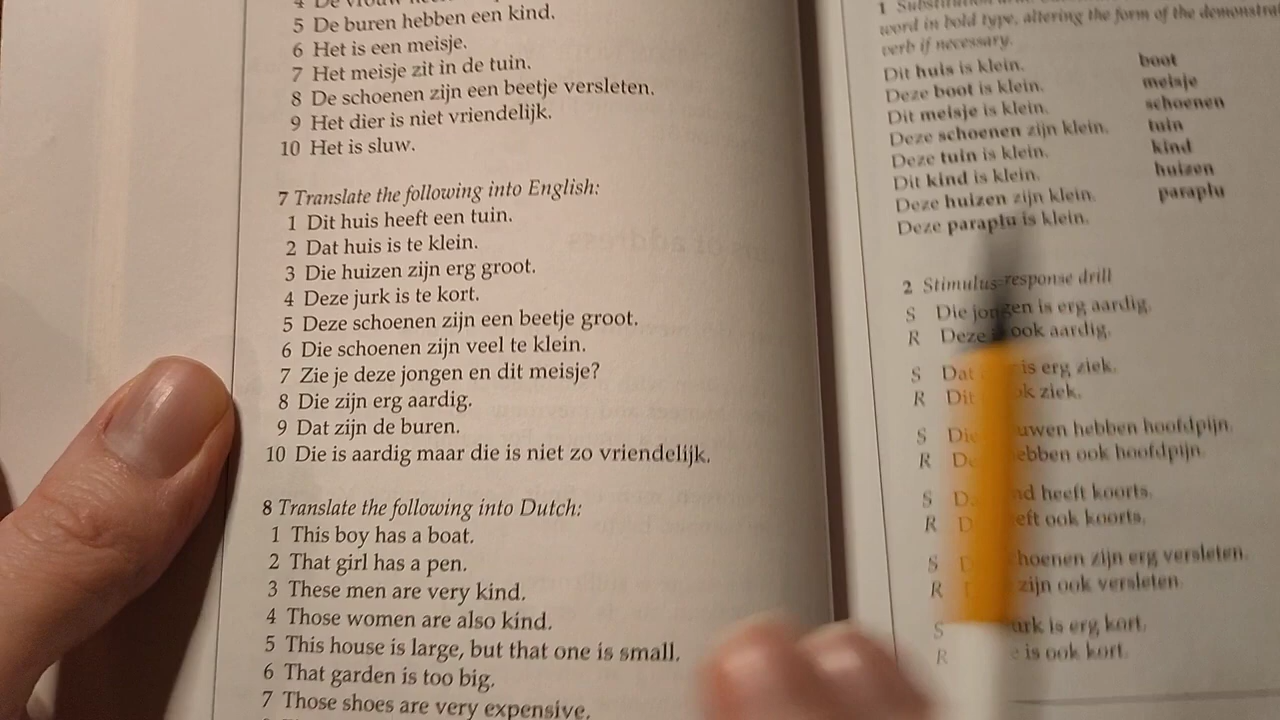 4 De vrouw
5 De buren hebben een kind.
6 Het is een meisje.
7 Het meisje zit in de tuin.
8 De schoenen zijn een beetje versleten.
9 Het dier is niet vriendelijk.
10 Het is sluw.
7 Translate the following into English:
1 Dit huis heeft een tuin.
2 Dat huis is te klein.
3 Die huizen zijn erg groot.
4 Deze jurk is te kort.
5 Deze schoenen zijn een beetje groot.
6 Die schoenen zijn veel te klein.
7 Zie je deze jongen en dit meisje?
8 Die zijn erg aardig.
9 Dat zijn de buren.
10 Die is aardig maar die is niet zo vriendelijk.
8 Translate the following into Dutch:
1 This boy has a boat.
2 That girl has a pen.
3 These men are very kind.
4 Those women are also kind.
5 This house is large, but that one is small.
6 That garden is too big.
7 Those shoes are very expensive.
1 Substitution
word in bold type, altering the form of the
verb if necessary.
Dit huis is klein. boot
Deze boot is klein. meisje
Dit meisje is klein. schoenen
Deze schoenen zijn klein. tuin
Deze tuin is klein. kind
Dit kind is klein. huizen
Deze huizen zijn klein. paraplu
Deze paraplu is klein.
2 Stimulus-response drill
S Die jongen is erg aardig.
R Deze ook aardig.
S Dat is erg ziek.
R Dit ziek.
S hebben hoofdpijn.
R ook hoofdpijn.
S heeft koorts.
R ook koorts.
S zijn erg versleten.
R zijn ook versleten.
S is erg kort.
R is ook kort.